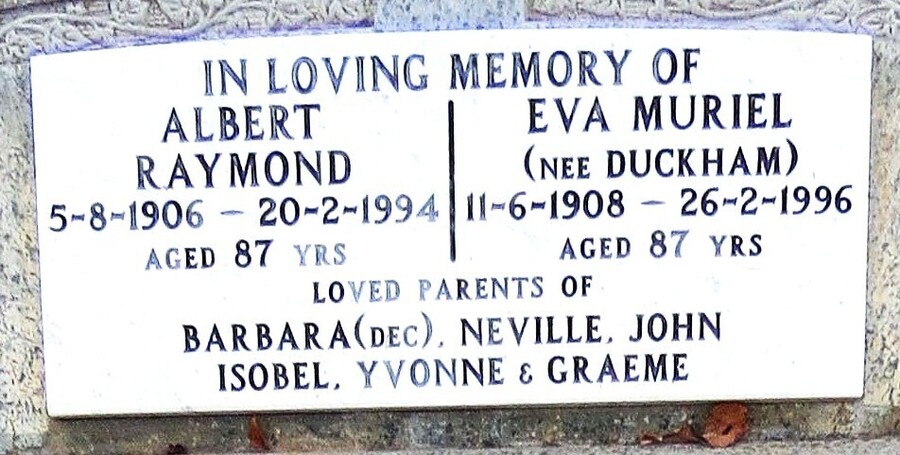 IN LOVING MEMORY OF
ALBERT
RAYMOND
5-8-1906 – 20-2-1994
AGED 87 YRS
EVA MURIEL
(NEE DUCKHAM)
11-6-1908 – 26-2-1996
AGED 87 YRS
LOVED PARENTS OF
BARBARA (DEC), NEVILLE, JOHN
ISOBEL, YVONNE & GRAEME